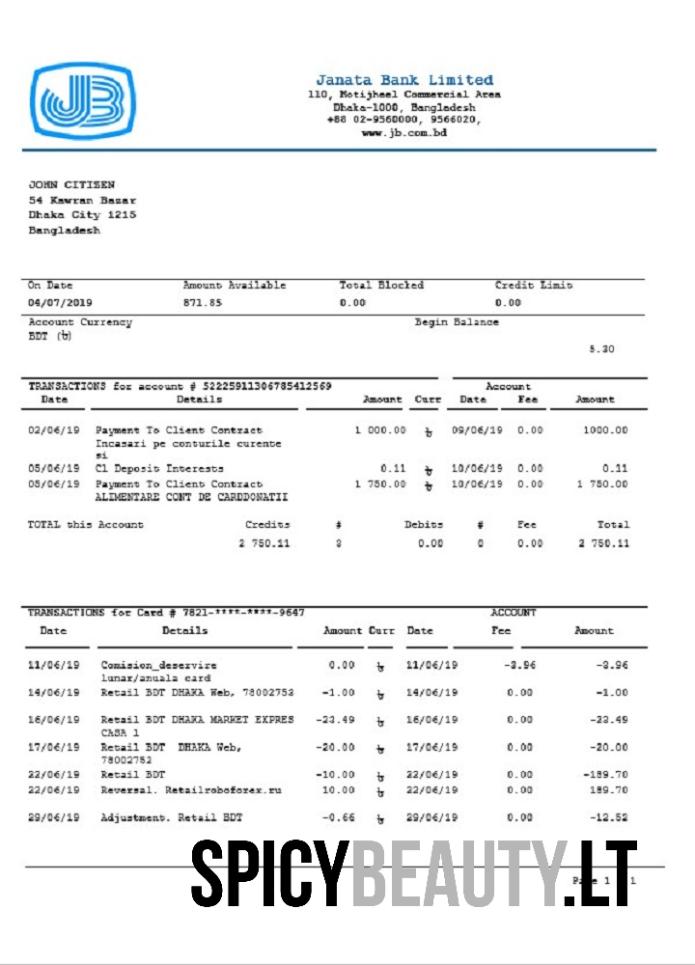 JB
Janata Bank Limited
110, Motijheel Commercial Area
Dhaka-1000, Bangladesh
+88 02-9560000, 9566020,
www.jb.com.bd
JOHN CITIZEN
54 Kawran Bazar
Dhaka City 1215
Bangladesh
On Date Amount Available Total Blocked Credit Limit
04/07/2019 871.85 0.00 0.00
Account Currency Begin Balance
BDT (৳)
5.30
TRANSACTIONS for account # 52225911306785412569 Account
Date Details Amount Curr Date Fee Amount
02/06/19 Payment To Client Contract 1 000.00 ৳ 09/06/19 0.00 1000.00
Incasari pe conturile curente
si
05/06/19 Cl Deposit Interests 0.11 ৳ 10/06/19 0.00 0.11
05/06/19 Payment To Client Contract 1 750.00 ৳ 10/06/19 0.00 1 750.00
ALIMENTARE CONT DE CARDDONATII
TOTAL this Account Credits # Debits # Fee Total
2 750.11 0.00 0 0.00 2 750.11
TRANSACTIONS for Card # 7821-****-****-9647 ACCOUNT
Date Details Amount Curr Date Fee Amount
11/06/19 Comision_deservire 0.00 ৳ 11/06/19 -3.96 -3.96
lunar/anuala card
14/06/19 Retail BDT DHAKA Web, 78002752 -1.00 ৳ 14/06/19 0.00 -1.00
16/06/19 Retail BDT DHAKA MARKET EXPRES -23.49 ৳ 16/06/19 0.00 -23.49
CASA 1
17/06/19 Retail BDT DHAKA Web, -20.00 ৳ 17/06/19 0.00 -20.00
78002752
22/06/19 Retail BDT -10.00 ৳ 22/06/19 0.00 -189.70
22/06/19 Reversal. Retailroboforex.ru 10.00 ৳ 22/06/19 0.00 189.70
29/06/19 Adjustment. Retail BDT -0.66 ৳ 29/06/19 0.00 -12.52
SPICYBEAUTY.LT
1 1